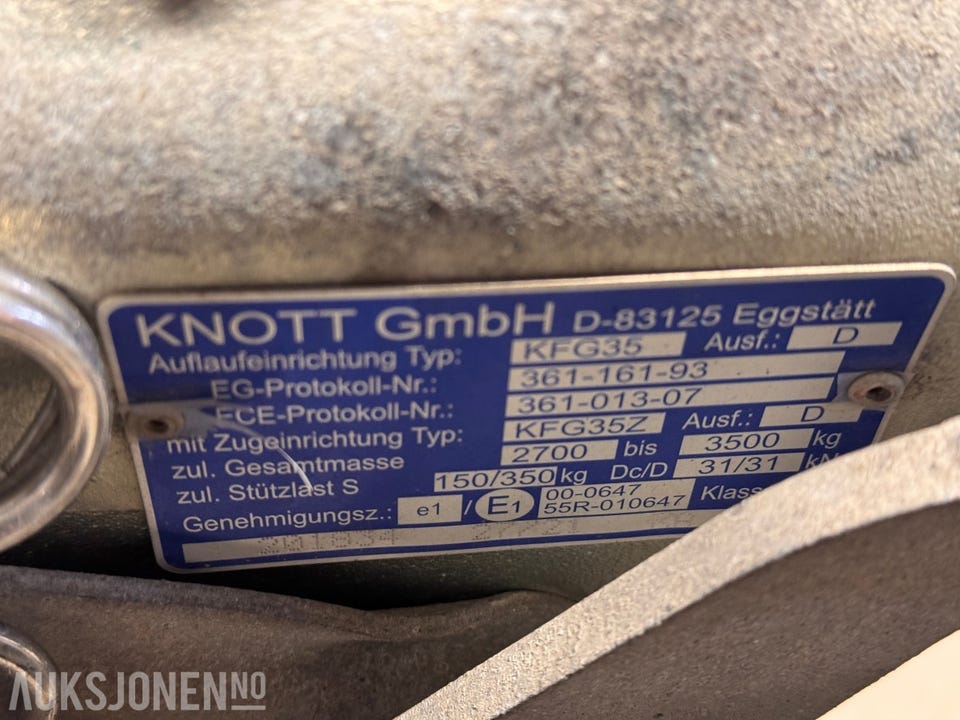 KNOTT GmbH D-83125 Eggstätt
Auflaufeinrichtung Typ: KFG35 Ausf.: D
EG-Protokoll-Nr.: 361-161-93
ECE-Protokoll-Nr.: 361-013-07
mit Zugeinrichtung Typ: KFG35Z Ausf.: D
zul. Gesamtmasse 2700 bis 3500 kg
zul. Stützlast S 150/350 kg Dc/D 31/31 kN
Genehmigungsz.: e1 / E1 00-0647 Klasse
55R-010647
AUKSJONEN NO